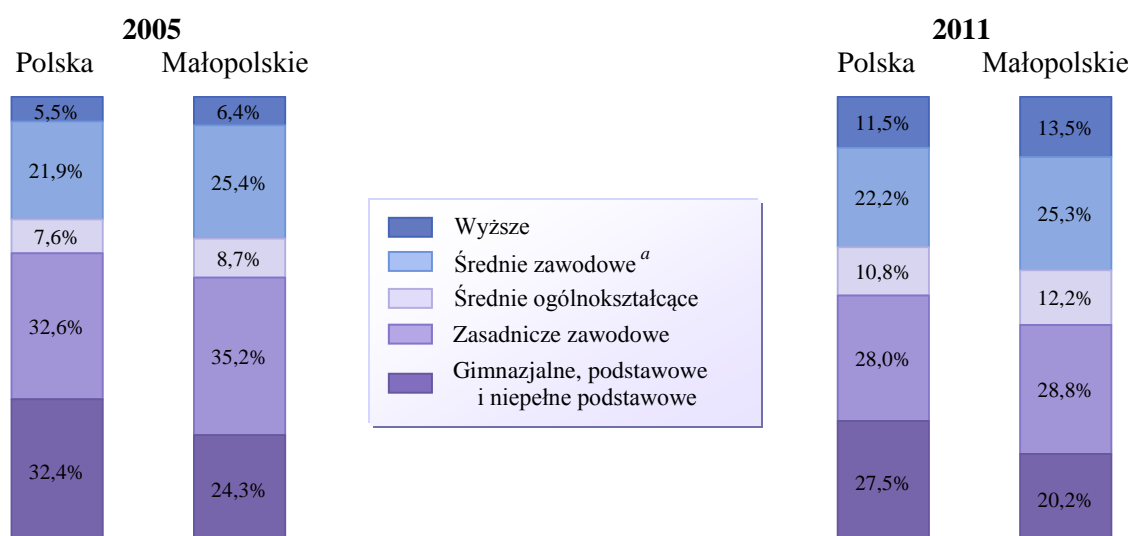 2005
Polska
Małopolskie
5,5%
21,9%
7,6%
32,6%
32,4%
6,4%
25,4%
8,7%
35,2%
24,3%
Wyższe
Średnie zawodowe a
Średnie ogólnokształcące
Zasadnicze zawodowe
Gimnazjalne, podstawowe
i niepełne podstawowe
2011
Polska
Małopolskie
11,5%
22,2%
10,8%
28,0%
27,5%
13,5%
25,3%
12,2%
28,8%
20,2%